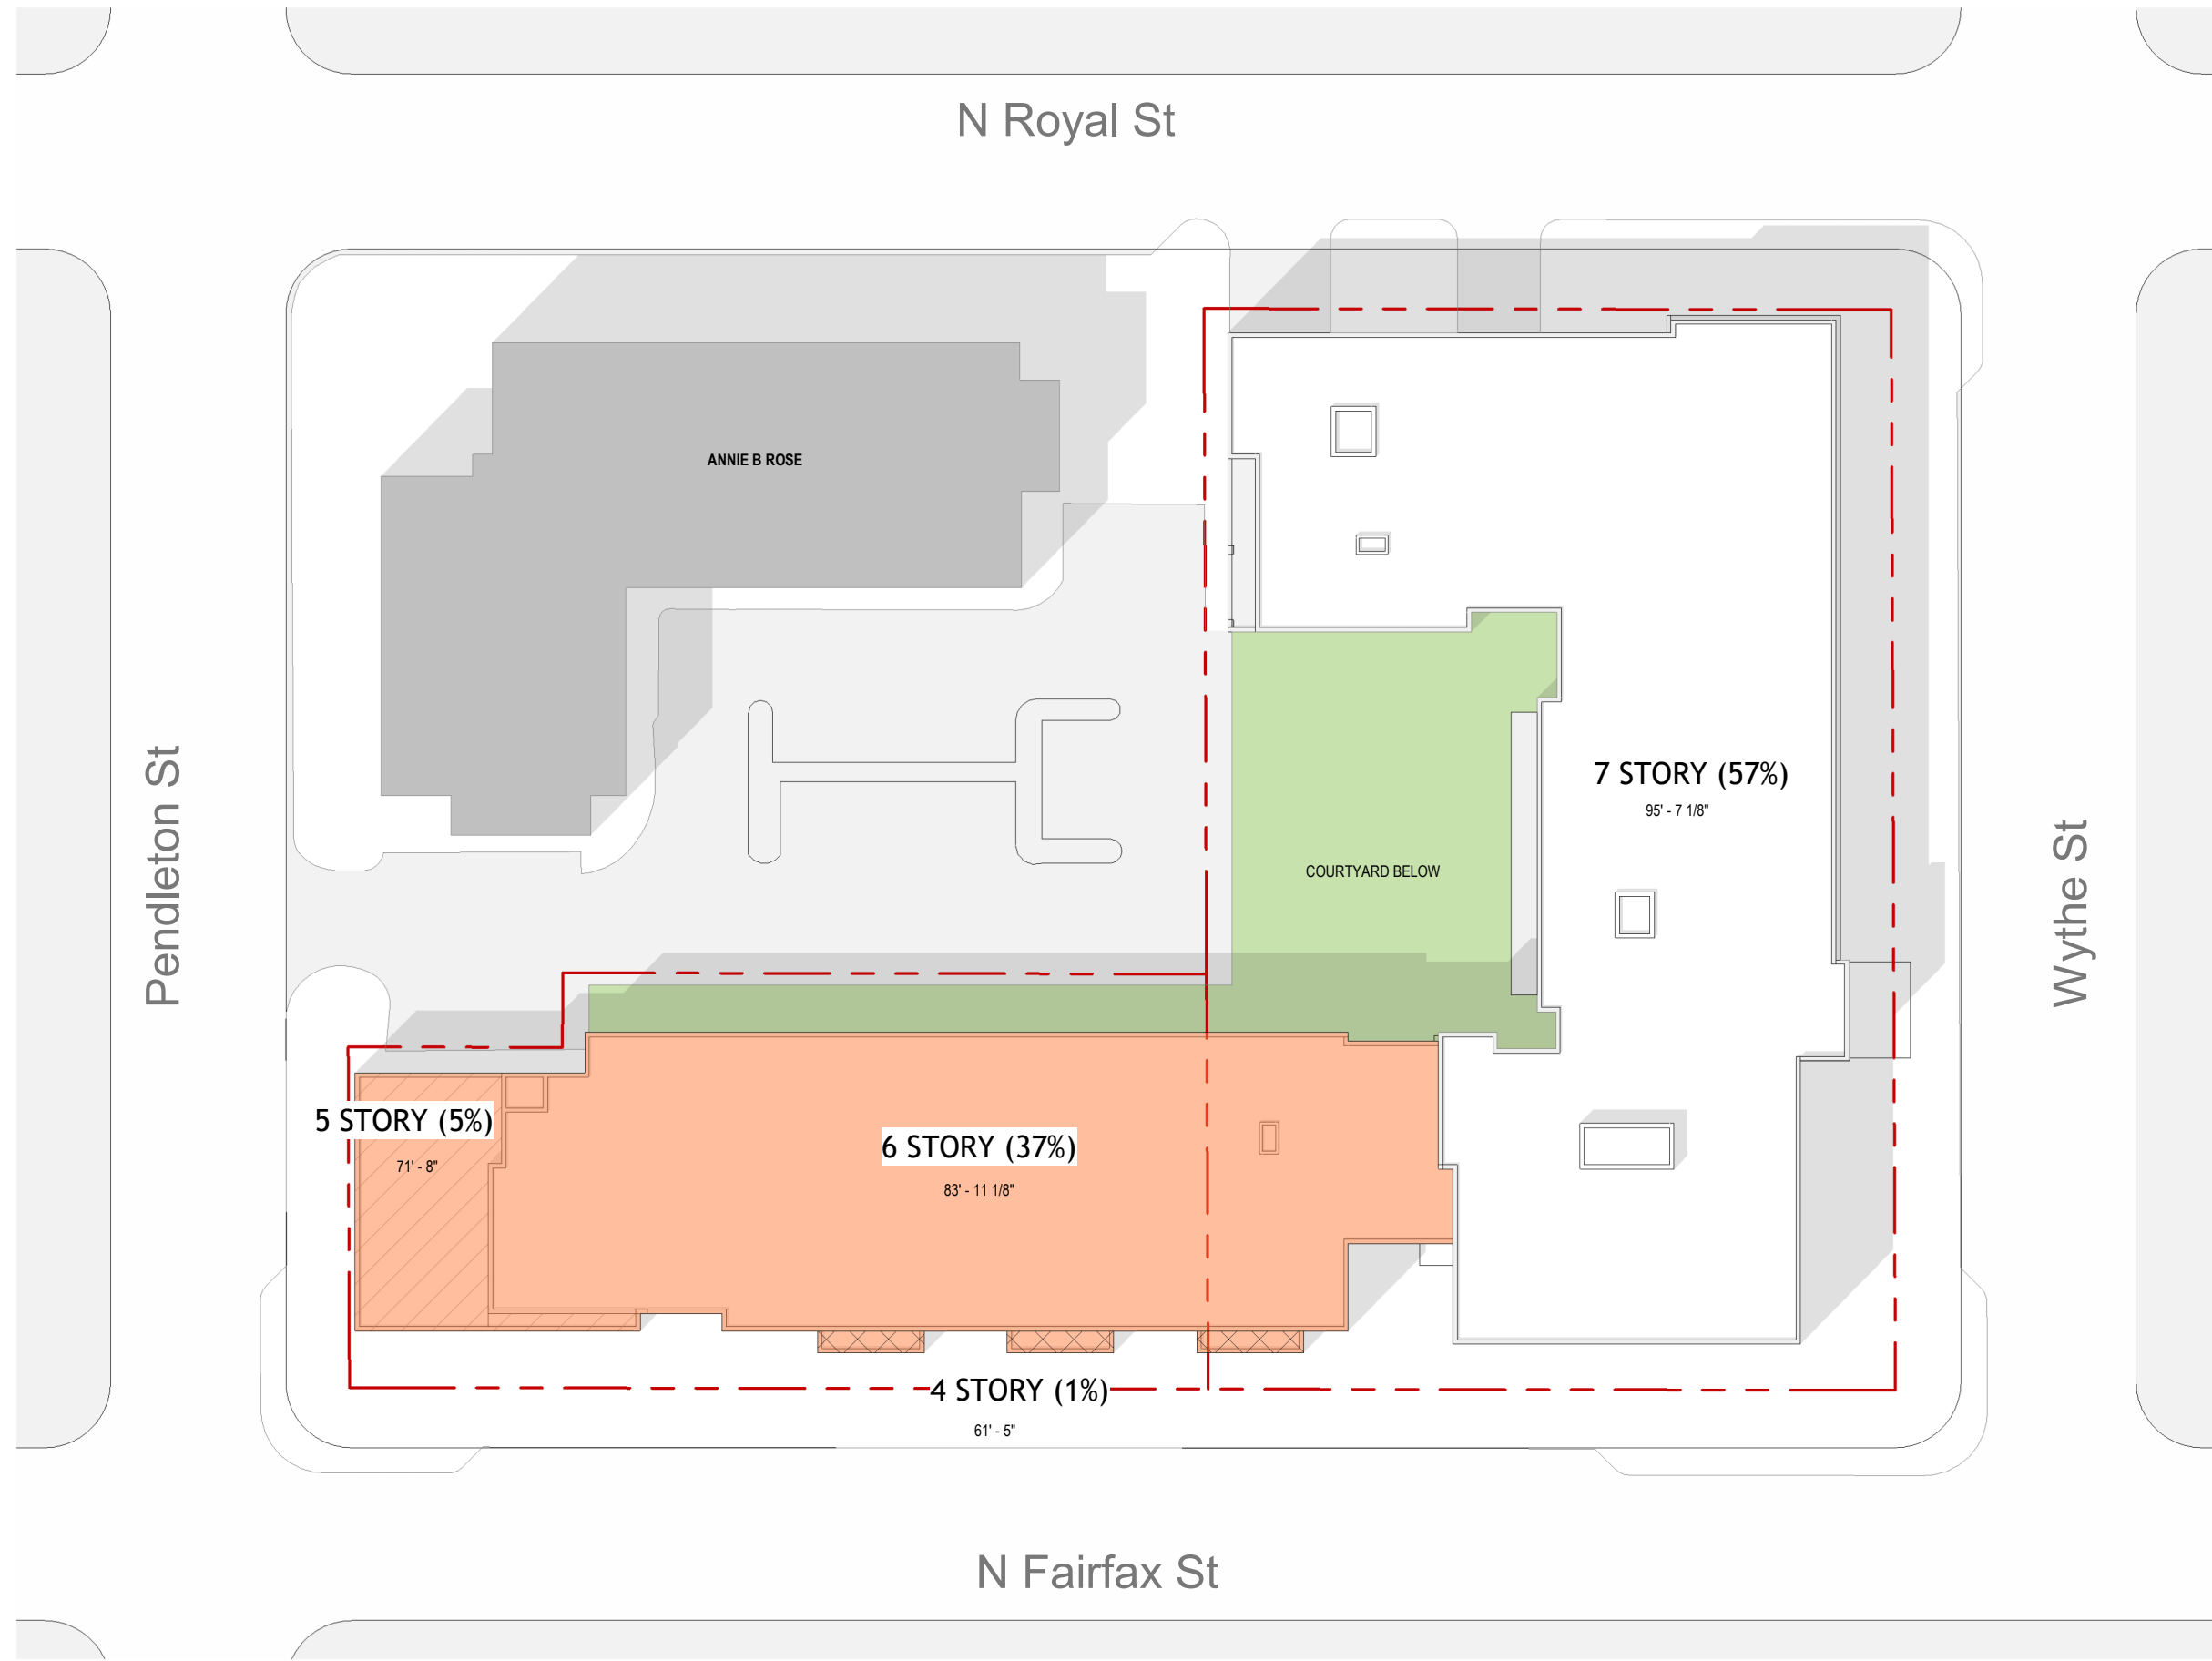 N Royal St
ANNIE B ROSE
Pendleton St
7 STORY (57%)
95' - 7 1/8"
COURTYARD BELOW
Wythe St
5 STORY (5%)
71' - 8"
6 STORY (37%)
83' - 11 1/8"
4 STORY (1%)
61' - 5"
N Fairfax St